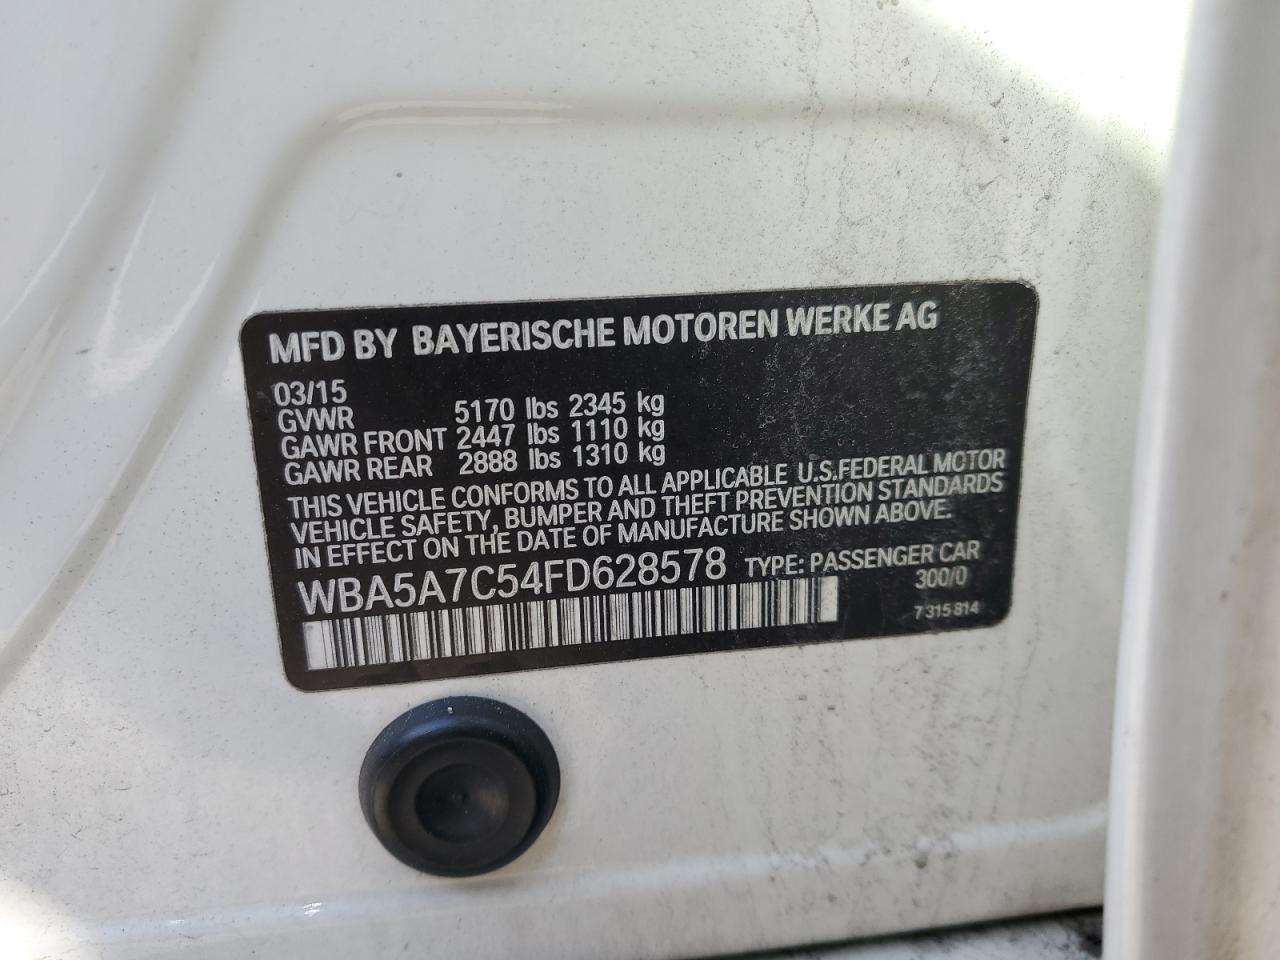 MFD BY BAYERISCHE MOTOREN WERKE AG
03/15
GVWR 5170 lbs 2345 kg
GAWR FRONT 2447 lbs 1110 kg
GAWR REAR 2888 lbs 1310 kg
THIS VEHICLE CONFORMS TO ALL APPLICABLE U.S.FEDERAL MOTOR
VEHICLE SAFETY, BUMPER AND THEFT PREVENTION STANDARDS
IN EFFECT ON THE DATE OF MANUFACTURE SHOWN ABOVE.
WBA5A7C54FD628578 TYPE: PASSENGER CAR
300/0
7 315 814